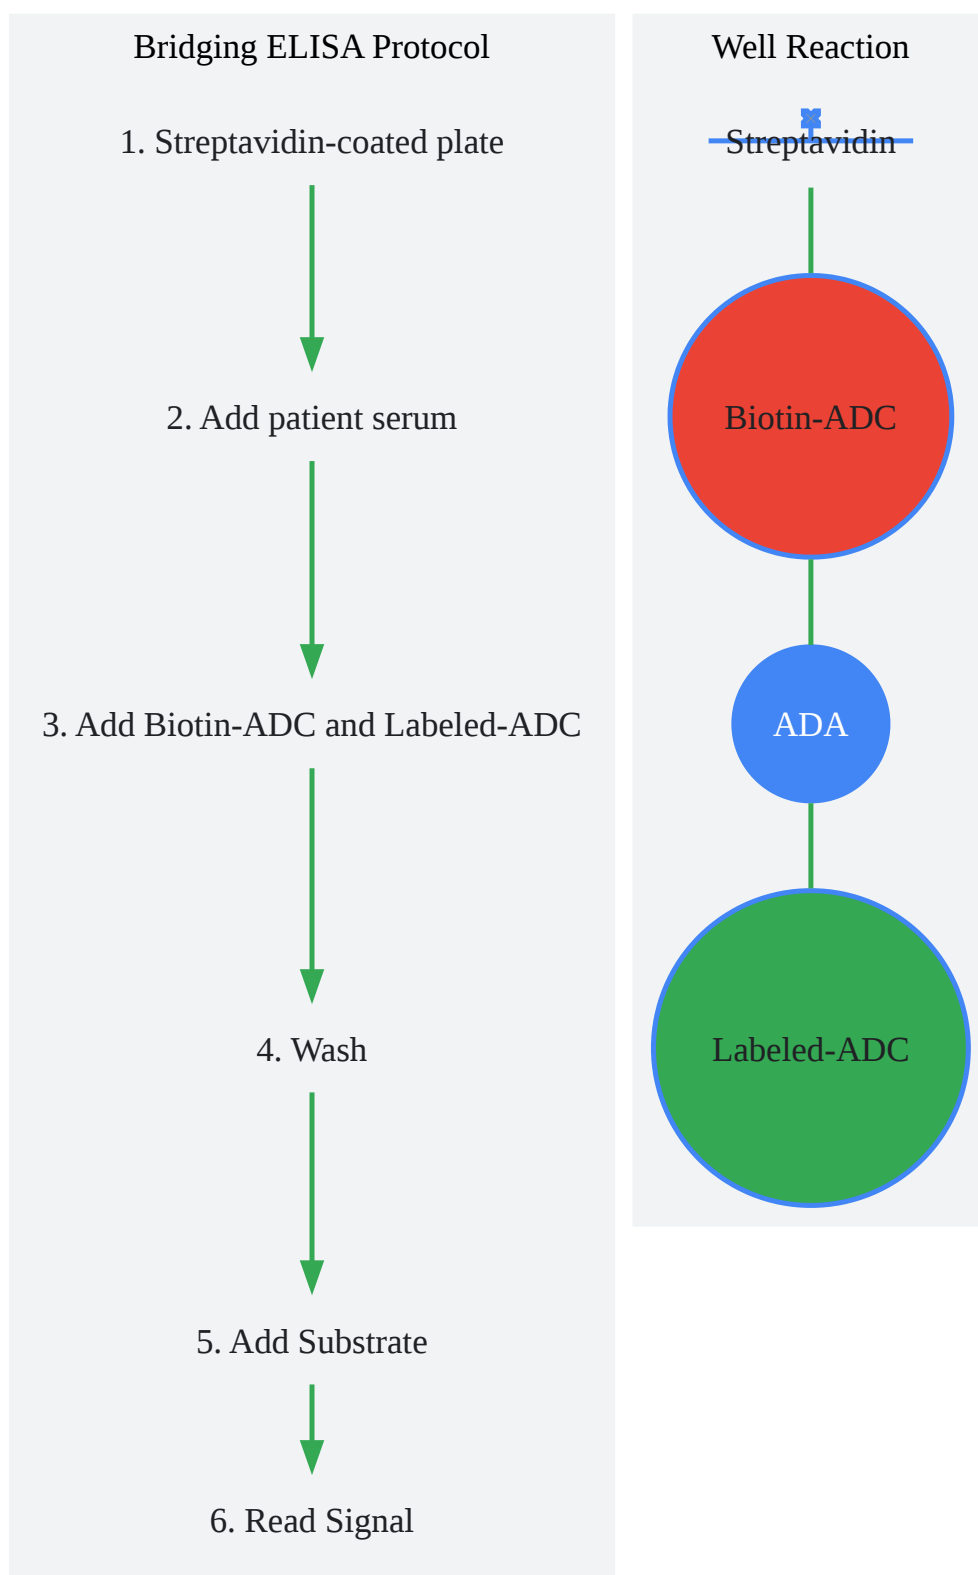 Bridging ELISA Protocol
1. Streptavidin-coated plate
2. Add patient serum
3. Add Biotin-ADC and Labeled-ADC
4. Wash
5. Add Substrate
6. Read Signal
Well Reaction
Streptavidin
Biotin-ADC
ADA
Labeled-ADC